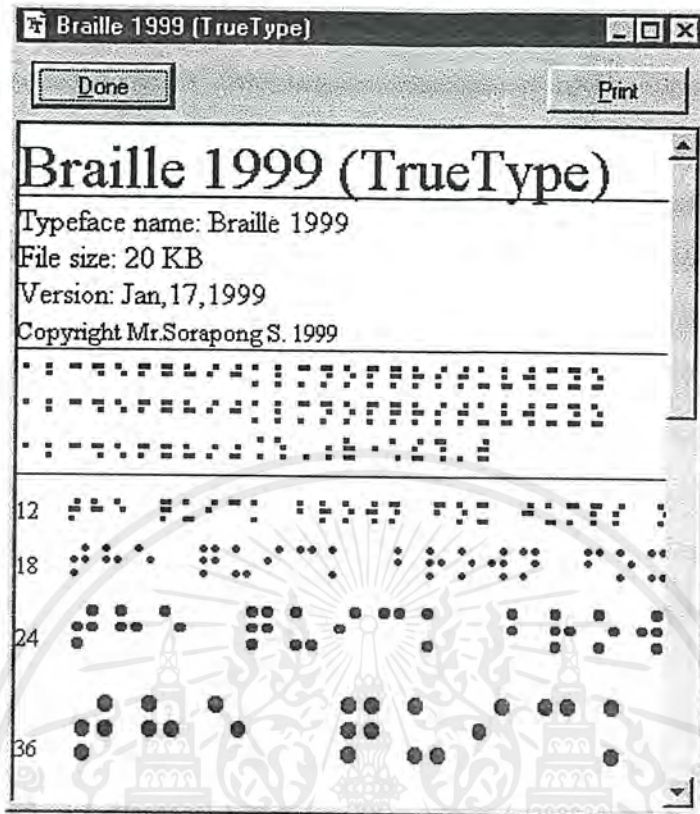 Braille 1999 (TrueType)
Done
Print
Braille 1999 (TrueType)
Typeface name: Braille 1999
File size: 20 KB
Version: Jan,17,1999
Copyright Mr.Sorapong S. 1999
⠁⠃⠉⠙⠑⠋⠛⠓⠊⠚⠅⠇⠍⠝⠕⠏⠟⠗⠎⠞⠥⠧⠺⠭⠽⠵
⠁⠃⠉⠙⠑⠋⠛⠓⠊⠚⠅⠇⠍⠝⠕⠏⠟⠗⠎⠞⠥⠧⠺⠭⠽⠵
⠁⠃⠉⠙⠑⠋⠛⠓⠊⠚
12 ⠞⠓⠑ ⠟⠥⠊⠉⠅ ⠃⠗⠕⠺⠝ ⠋⠕⠭ ⠚⠥⠍⠏⠎
18 ⠞⠓⠑ ⠟⠥⠊⠉⠅ ⠃⠗⠕⠺⠝ ⠋⠕⠭
24 ⠞⠓⠑ ⠟⠥⠊⠉⠅ ⠃⠗⠕⠺
36 ⠞⠓⠑ ⠟⠥⠊⠉⠅